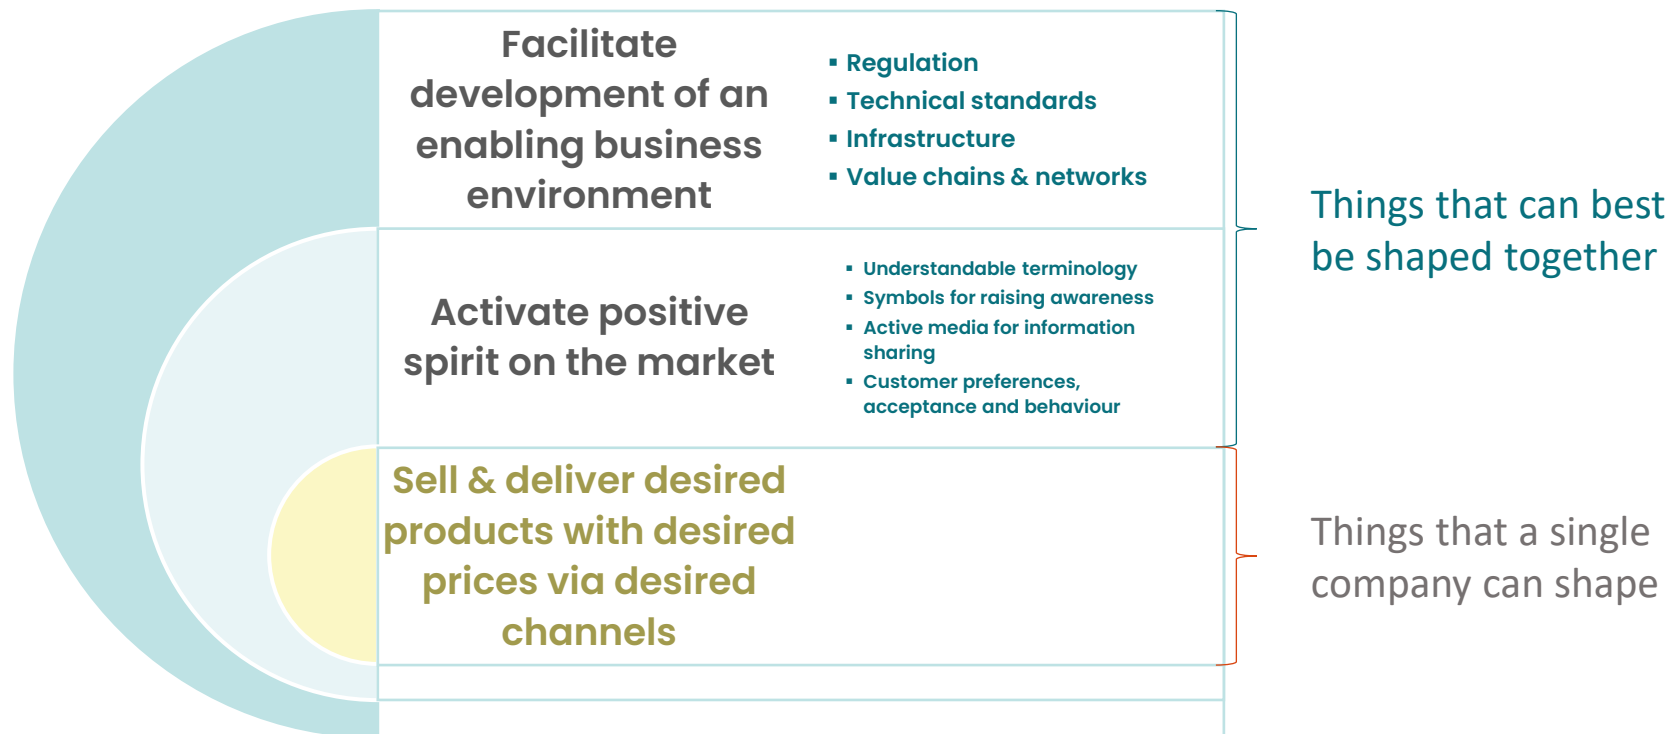 Facilitate
development of an
enabling business
environment
▪ Regulation
▪ Technical standards
▪ Infrastructure
▪ Value chains & networks
Things that can best
be shaped together
Activate positive
spirit on the market
▪ Understandable terminology
▪ Symbols for raising awareness
▪ Active media for information
sharing
▪ Customer preferences,
acceptance and behaviour
Sell & deliver desired
products with desired
prices via desired
channels
Things that a single
company can shape